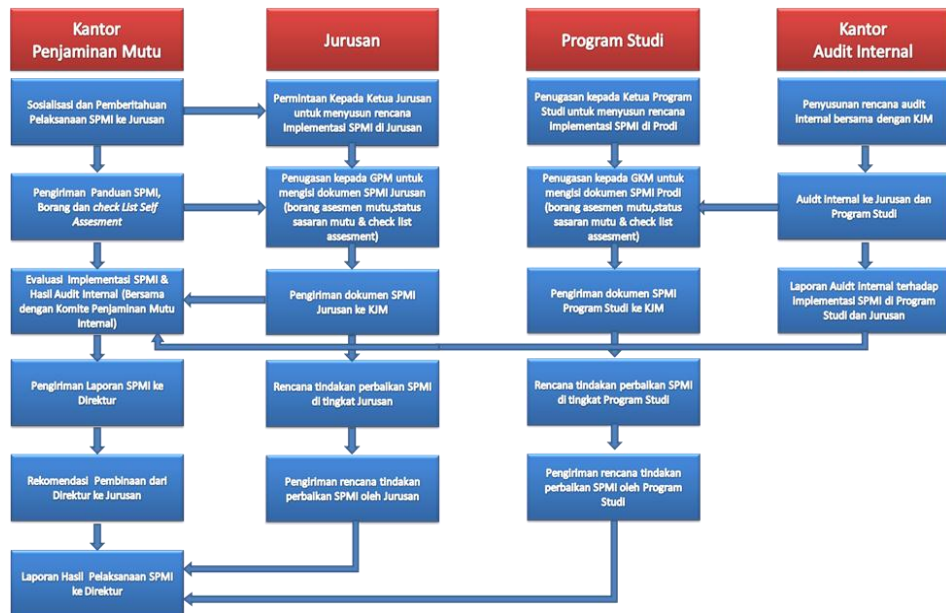 Kantor
Penjaminan Mutu
Jurusan
Program Studi
Kantor
Audit Internal
Sosialisasi dan Pemberitahuan
Pelaksanaan SPMI ke Jurusan
Permintaan Kepada Ketua Jurusan
untuk menyusun rencana
Implementasi SPMI di Jurusan
Penugasan kepada Ketua Program
Studi untuk menyusun rencana
Implementasi SPMI di Prodi
Penyusunan rencana audit
internal bersama dengan KJM
Pengiriman Panduan SPMI,
Borang dan check List Self
Assesment
Penugasan kepada GPM untuk
mengisi dokumen SPMI Jurusan
(borang asesmen mutu,status
sasaran mutu & check list
assesment)
Penugasan kepada GKM untuk
mengisi dokumen SPMI Prodi
(borang asesmen mutu,status
sasaran mutu & check list
assesment)
Auidt internal ke Jurusan dan
Program Studi
Evaluasi Implementasi SPMI &
Hasil Audit Internal (Bersama
dengan Komite Penjaminan Mutu
Internal)
Pengiriman dokumen SPMI
Jurusan ke KJM
Pengiriman dokumen SPMI
Program Studi ke KJM
Laporan Auidt Internal terhadap
Implementasi SPMI di Program
Studi dan Jurusan
Pengiriman Laporan SPMI ke
Direktur
Rencana tindakan perbaikan SPMI
di tingkat Jurusan
Rencana tindakan perbaikan SPMI
di tingkat Program Studi
Rekomendasi Pembinaan dari
Direktur ke Jurusan
Pengiriman rencana tindakan
perbaikan SPMI oleh Jurusan
Pengiriman rencana tindakan
perbaikan SPMI oleh Program
Studi
Laporan Hasil Pelaksanaan SPMI
ke Direktur